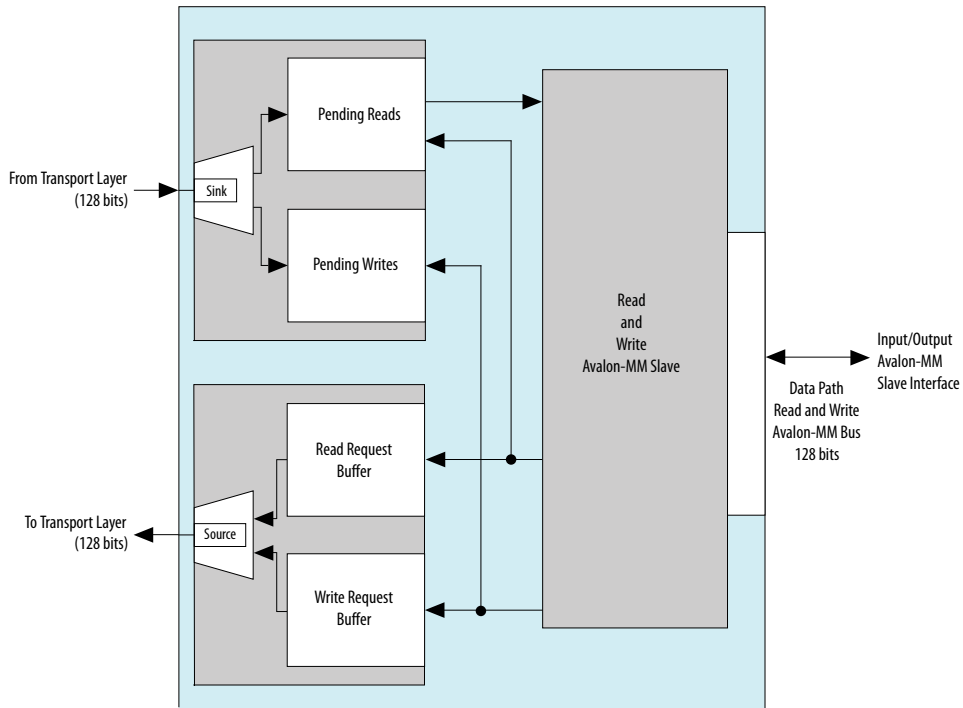 Pending Reads
From Transport Layer
(128 bits)
Sink
Pending Writes
Read
and
Write
Avalon-MM Slave
Input/Output
Avalon-MM
Slave Interface
Data Path
Read and Write
Avalon-MM Bus
128 bits
Read Request
Buffer
To Transport Layer
(128 bits)
Source
Write Request
Buffer